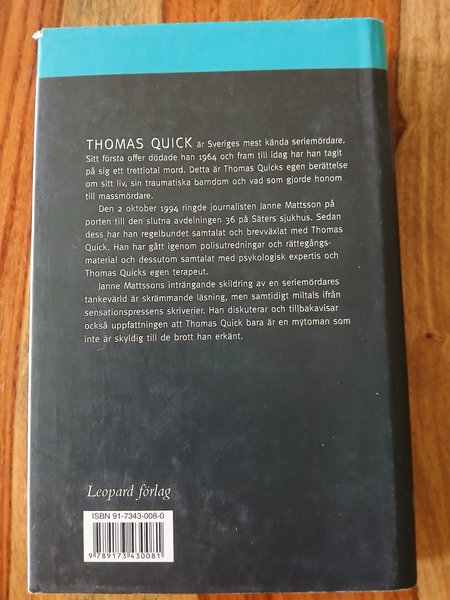 THOMAS QUICK är Sveriges mest kända seriemördare.
Sitt första offer dödade han 1964 och fram till idag har han tagit
på sig ett trettiotal mord. Detta är Thomas Quicks egen berättelse
om sitt liv, sin traumatiska barndom och vad som gjorde honom
till massmördare.
Den 2 oktober 1994 ringde journalisten Janne Mattsson på
porten till den slutna avdelningen 36 på Säters sjukhus. Sedan
dess har han regelbundet samtalat och brevväxlat med Thomas
Quick. Han har gått igenom polisutredningar och rättegångs-
material och dessutom samtalat med psykologisk expertis och
Thomas Quicks egen terapeut.
Janne Mattssons inträngande skildring av en seriemördares
tankevärld är skrämmande läsning, men samtidigt miltals ifrån
sensationspressens skriverier. Han diskuterar och tillbakavisar
också uppfattningen att Thomas Quick bara är en mytoman som
inte är skyldig till de brott han erkänt.
Leopard förlag
ISBN 91-7343-008-0
9 789173 430081